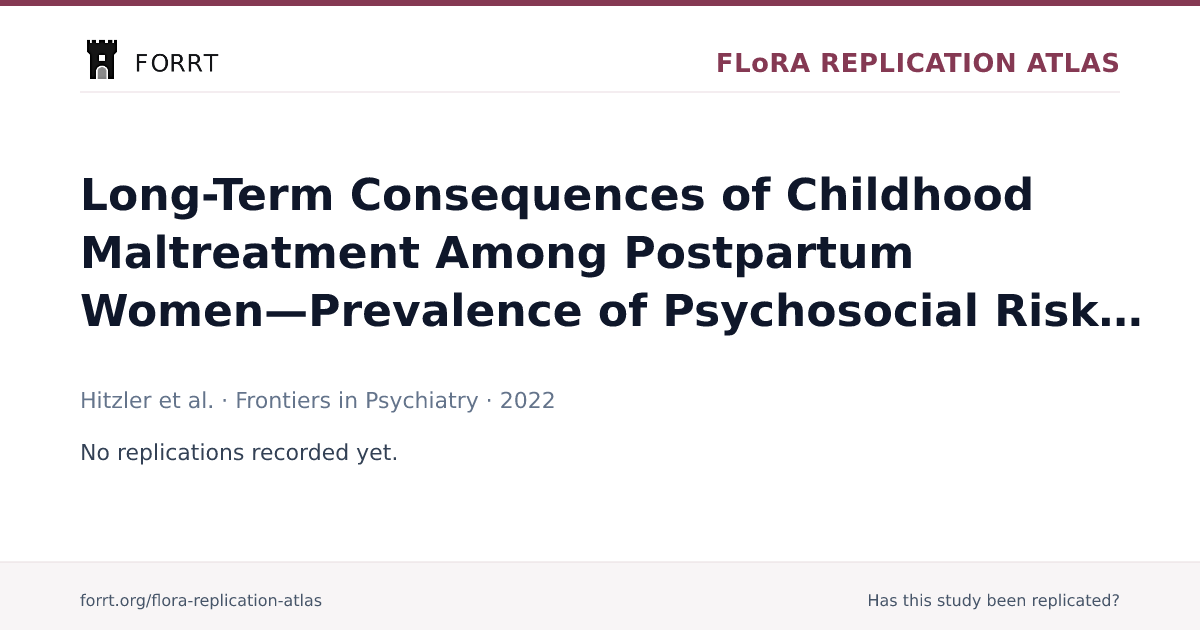 FORRT
FLoRA REPLICATION ATLAS
Long-Term Consequences of Childhood
Maltreatment Among Postpartum
Women—Prevalence of Psychosocial Risk…
Hitzler et al. · Frontiers in Psychiatry · 2022
No replications recorded yet.
forrt.org/flora-replication-atlas
Has this study been replicated?